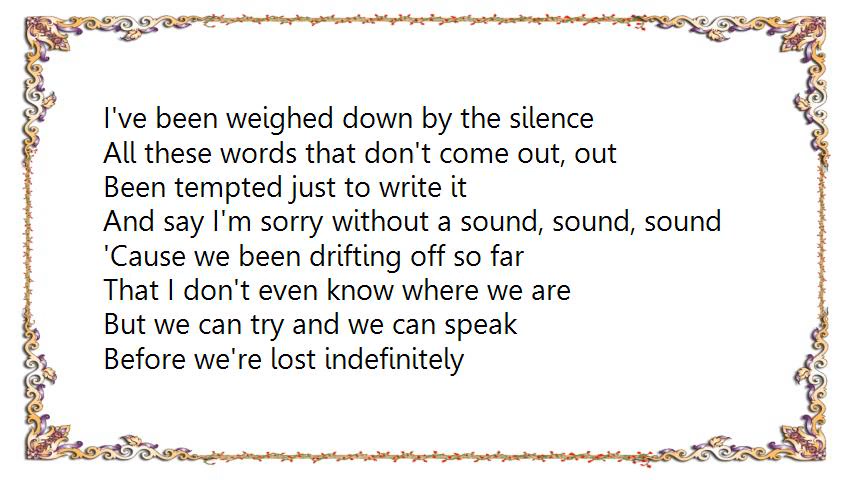 I've been weighed down by the silence
All these words that don't come out, out
Been tempted just to write it
And say I'm sorry without a sound, sound, sound
'Cause we been drifting off so far
That I don't even know where we are
But we can try and we can speak
Before we're lost indefinitely